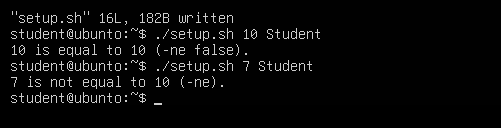 "setup.sh" 16L, 182B written
student@ubunto:~$ ./setup.sh 10 Student
10 is equal to 10 (-ne false).
student@ubunto:~$ ./setup.sh 7 Student
7 is not equal to 10 (-ne).
student@ubunto:~$ _